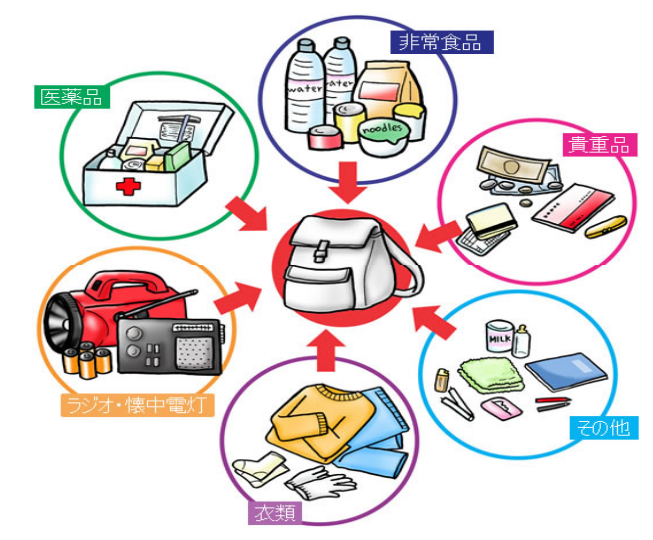 非常食品
医薬品
water
water
noodles
貴重品
ラジオ・懐中電灯
MILK
その他
衣類